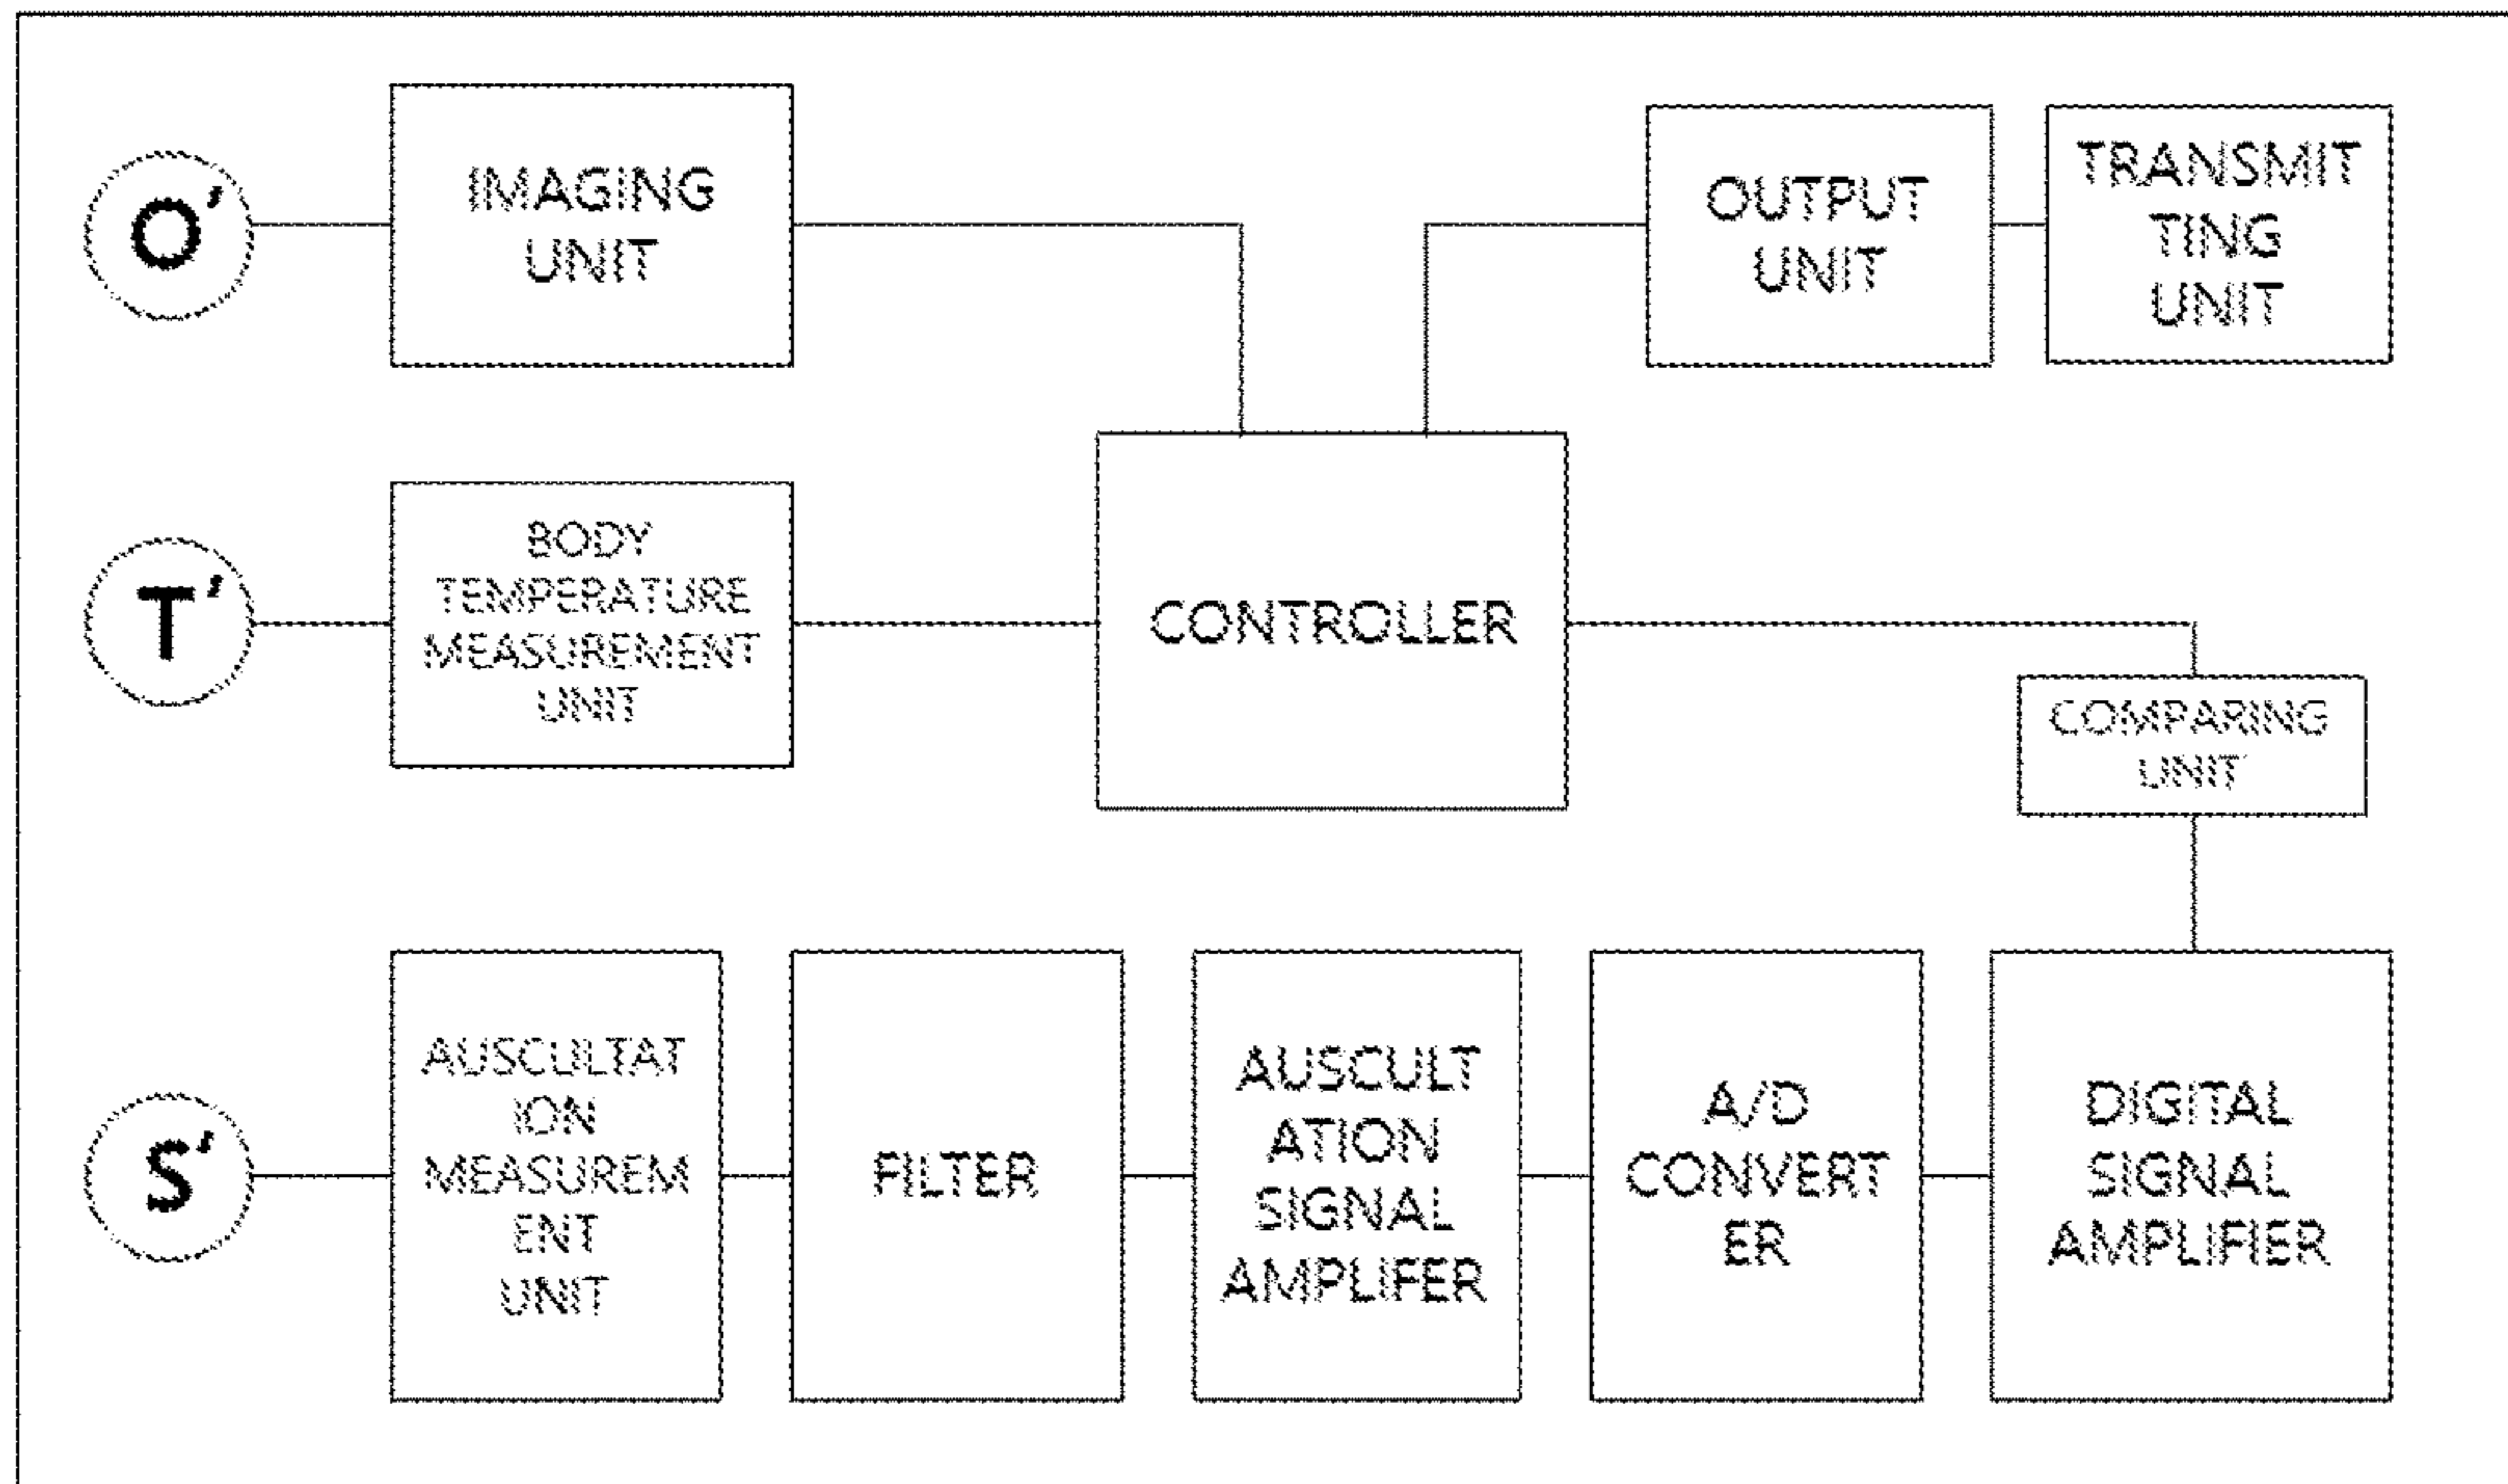 O'
IMAGING
UNIT
OUTPUT
UNIT
TRANSMIT
TING
UNIT
T'
BODY
TEMPERATURE
MEASUREMENT
UNIT
CONTROLLER
COMPARING
UNIT
S'
AUSCULTAT
ION
MEASUREM
ENT
UNIT
FILTER
AUSCULT
ATION
SIGNAL
AMPLIFER
A/D
CONVERT
ER
DIGITAL
SIGNAL
AMPLIFIER